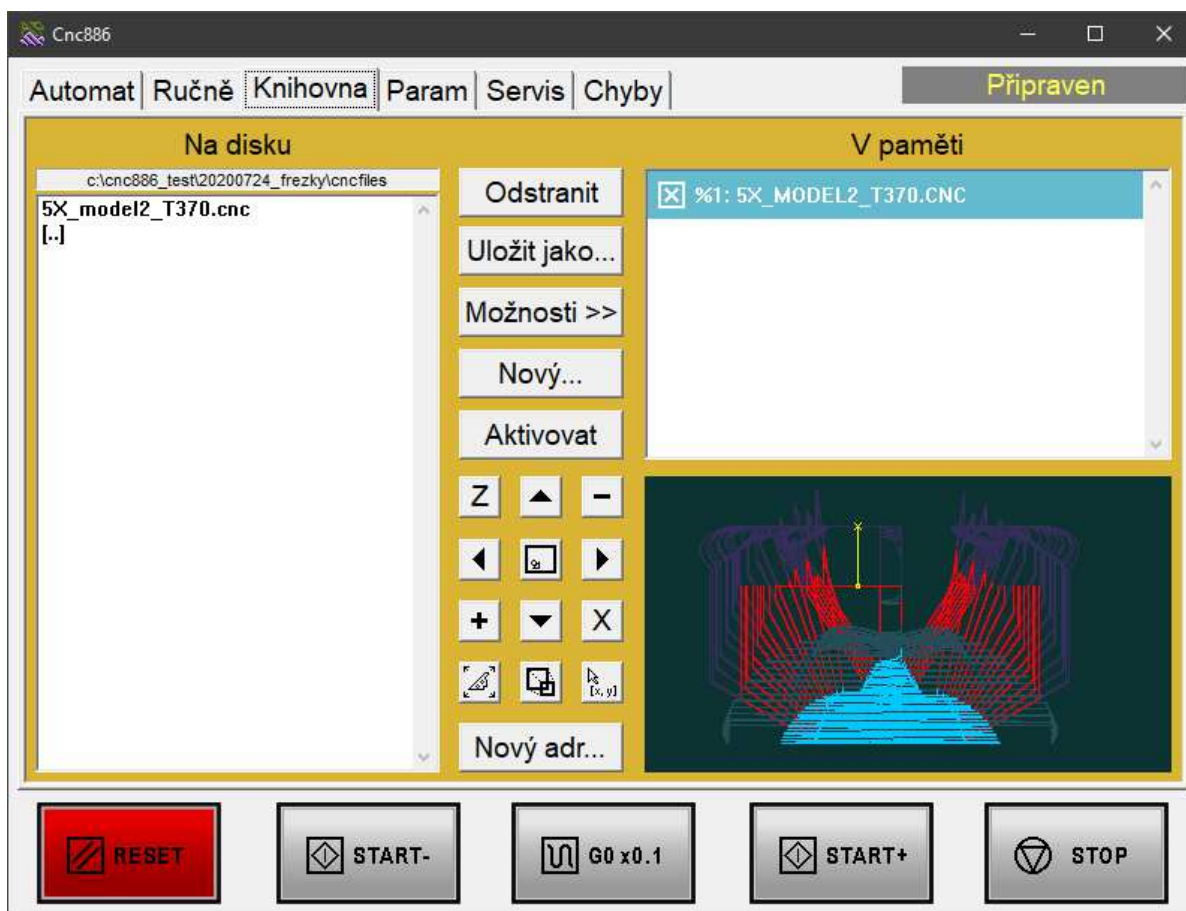 Cnc886
Automat Ručně Knihovna Param Servis Chyby
Připraven
Na disku
c:\cnc886_test\20200724_frezky\cncfiles
5X_model2_T370.cnc
[..]
Odstranit
Uložit jako...
Možnosti >>
Nový...
Aktivovat
Z
-
+
X
[x, y]
Nový adr...
V paměti
%1: 5X_MODEL2_T370.CNC
RESET
START-
G0 x0.1
START+
STOP